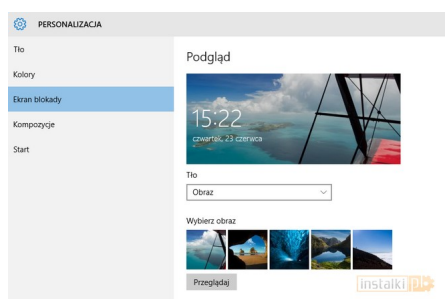 PERSONALIZACJA
Tło
Kolory
Ekran blokady
Kompozycje
Start
Podgląd
15:22
czwartek, 23 czerwca
Tło
Obraz
Wybierz obraz
Przeglądaj
instalki pl